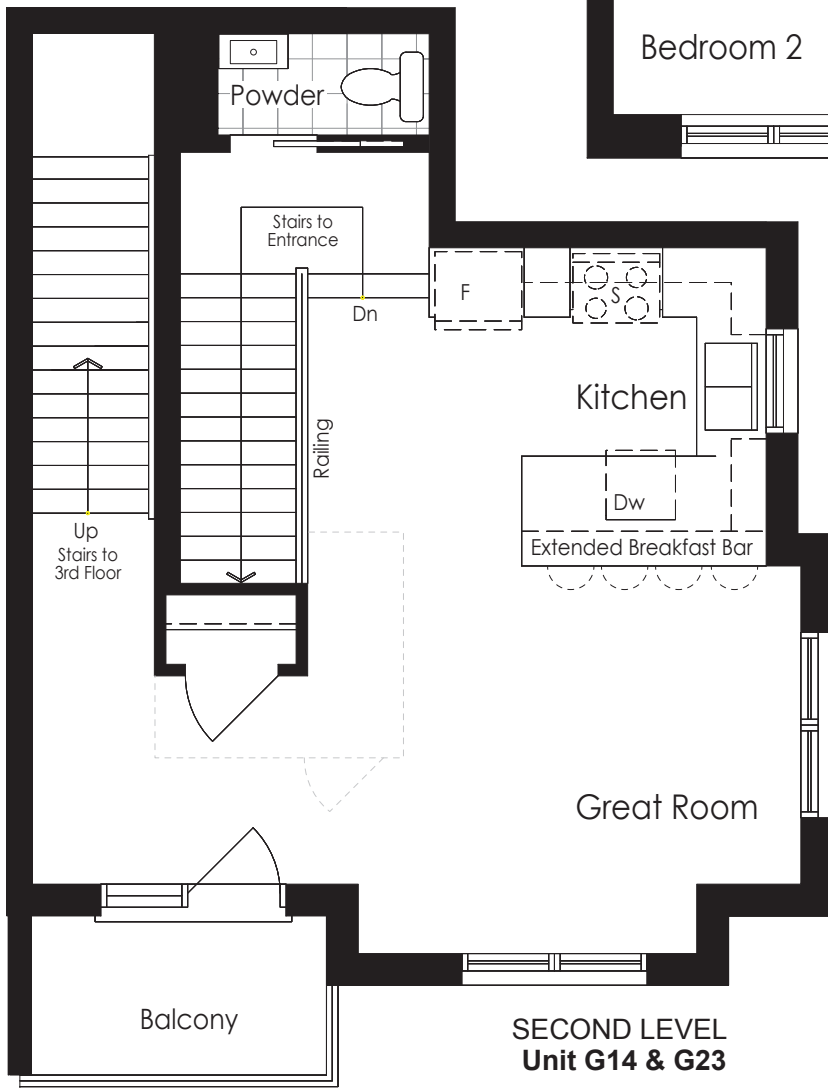 Bedroom 2
Powder
Stairs to
Entrance
Dn
F
S
Kitchen
Railing
Dw
Up
Stairs to
3rd Floor
Extended Breakfast Bar
Great Room
Balcony
SECOND LEVEL
Unit G14 & G23